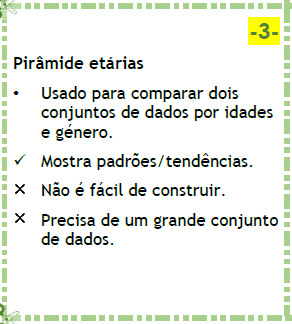 -3-
Pirâmide etárias
• Usado para comparar dois
conjuntos de dados por idades
e género.
✓ Mostra padrões/tendências.
× Não é fácil de construir.
× Precisa de um grande conjunto
de dados.